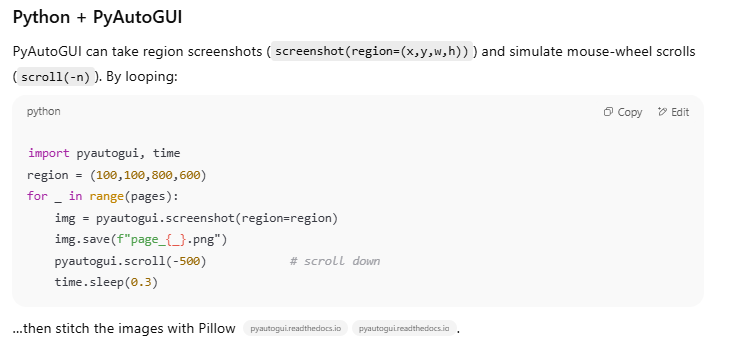 Python + PyAutoGUI
PyAutoGUI can take region screenshots ( screenshot(region=(x,y,w,h)) ) and simulate mouse-wheel scrolls
( scroll(-n) ). By looping:
python
Copy
Edit
import pyautogui, time
region = (100,100,800,600)
for _ in range(pages):
    img = pyautogui.screenshot(region=region)
    img.save(f"page_{_}.png")
    pyautogui.scroll(-500)            # scroll down
    time.sleep(0.3)
...then stitch the images with Pillow pyautogui.readthedocs.io pyautogui.readthedocs.io .